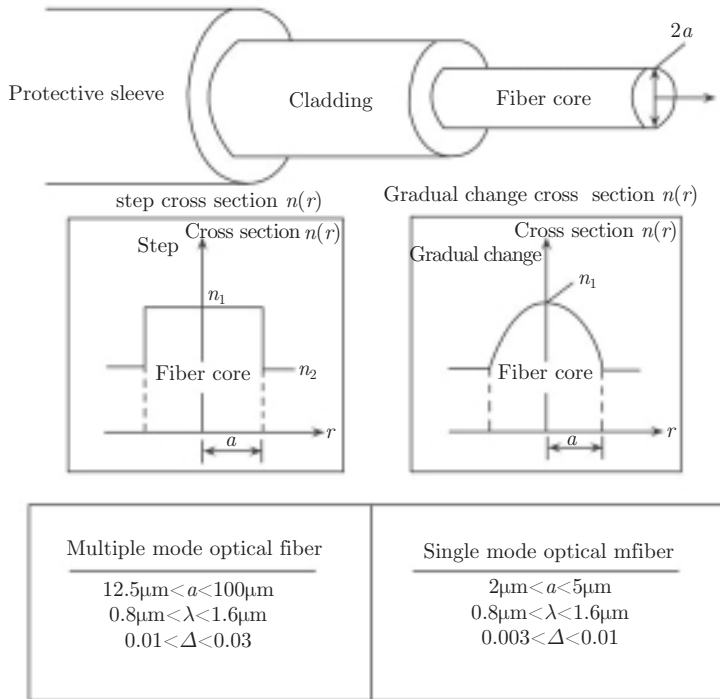 2a
Protective sleeve
Cladding
Fiber core
step cross section n(r)
Gradual change cross section n(r)
Cross section n(r)
Step
n₁
Fiber core
n₂
a
r
Cross section n(r)
Gradual change
n₁
Fiber core
a
r
Multiple mode optical fiber
12.5μm<a<100μm
0.8μm<λ<1.6μm
0.01<Δ<0.03
Single mode optical mfiber
2μm<a<5μm
0.8μm<λ<1.6μm
0.003<Δ<0.01